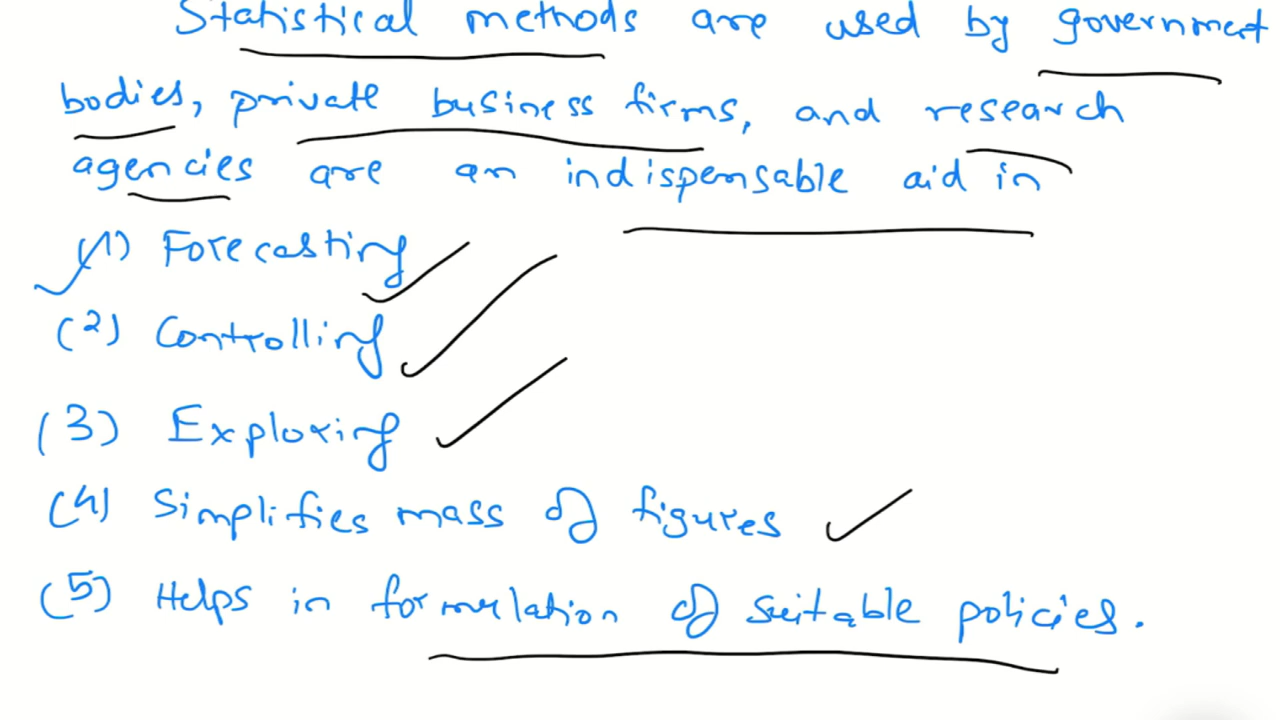 Statistical methods are used by government
bodies, private business firms, and research
agencies are an indispensable aid in
(1) Forecasting
(2) Controlling
(3) Exploring
(4) Simplifies mass of figures
(5) Helps in formulation of suitable policies.